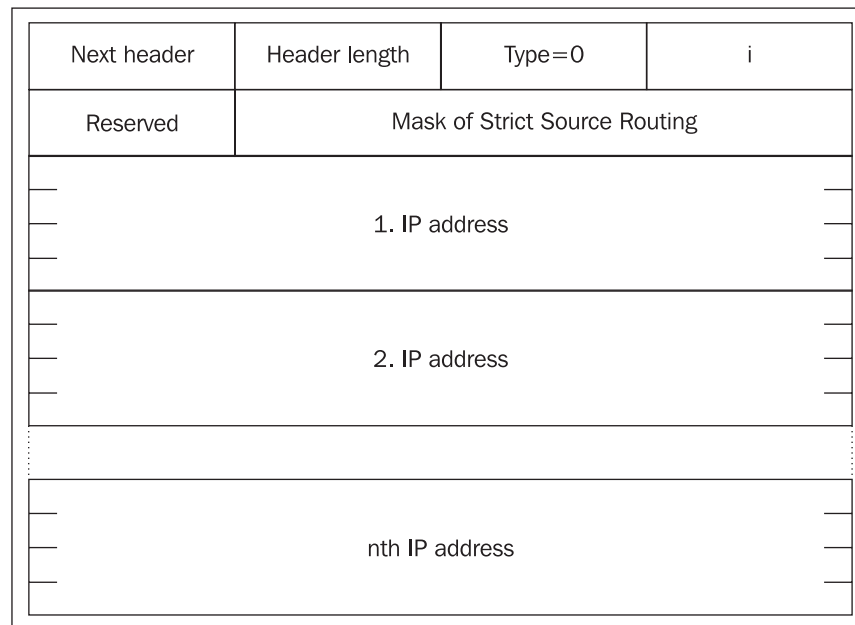 Next header Header length Type=0 i
Reserved Mask of Strict Source Routing
1. IP address
2. IP address
nth IP address